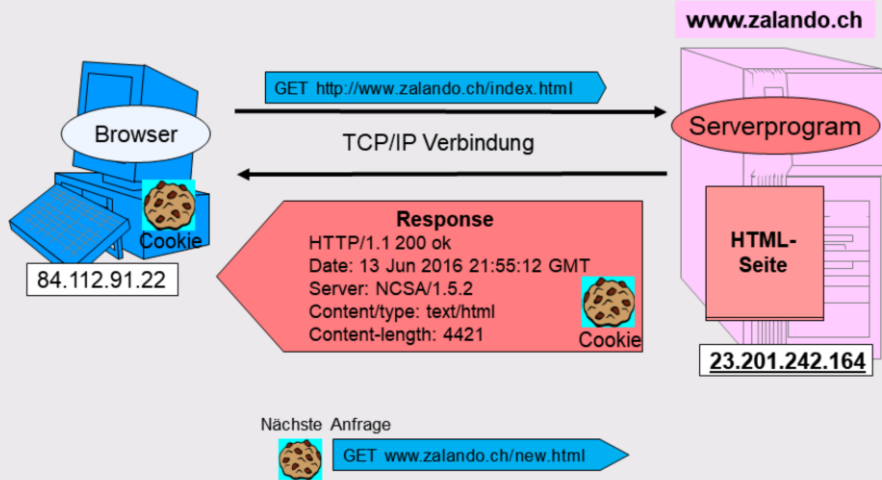 www.zalando.ch
GET http://www.zalando.ch/index.html
Browser
TCP/IP Verbindung
Serverprogram
Cookie
84.112.91.22
Response
HTTP/1.1 200 ok
Date: 13 Jun 2016 21:55:12 GMT
Server: NCSA/1.5.2
Content/type: text/html
Content-length: 4421
Cookie
HTML-
Seite
23.201.242.164
Nächste Anfrage
GET www.zalando.ch/new.html